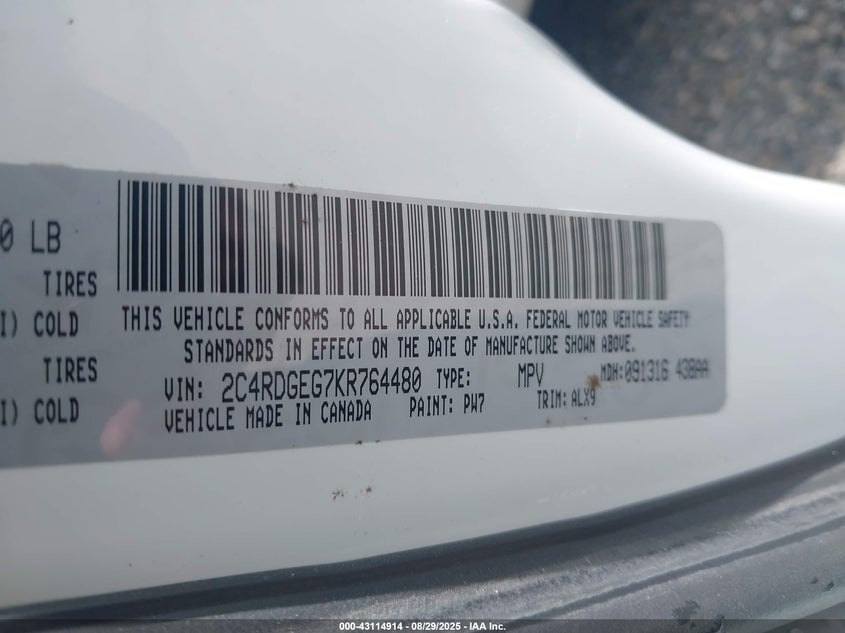 0 LB
TIRES
I) COLD
TIRES
I) COLD
THIS VEHICLE CONFORMS TO ALL APPLICABLE U.S.A. FEDERAL MOTOR VEHICLE SAFETY
STANDARDS IN EFFECT ON THE DATE OF MANUFACTURE SHOWN ABOVE.
VIN: 2C4RDGEG7KR764480 TYPE: MPV MDH: 091316 43BAA
VEHICLE MADE IN CANADA PAINT: PW7 TRIM: ALX9
000-43114914 | 08/29/2025 - IAA Inc.